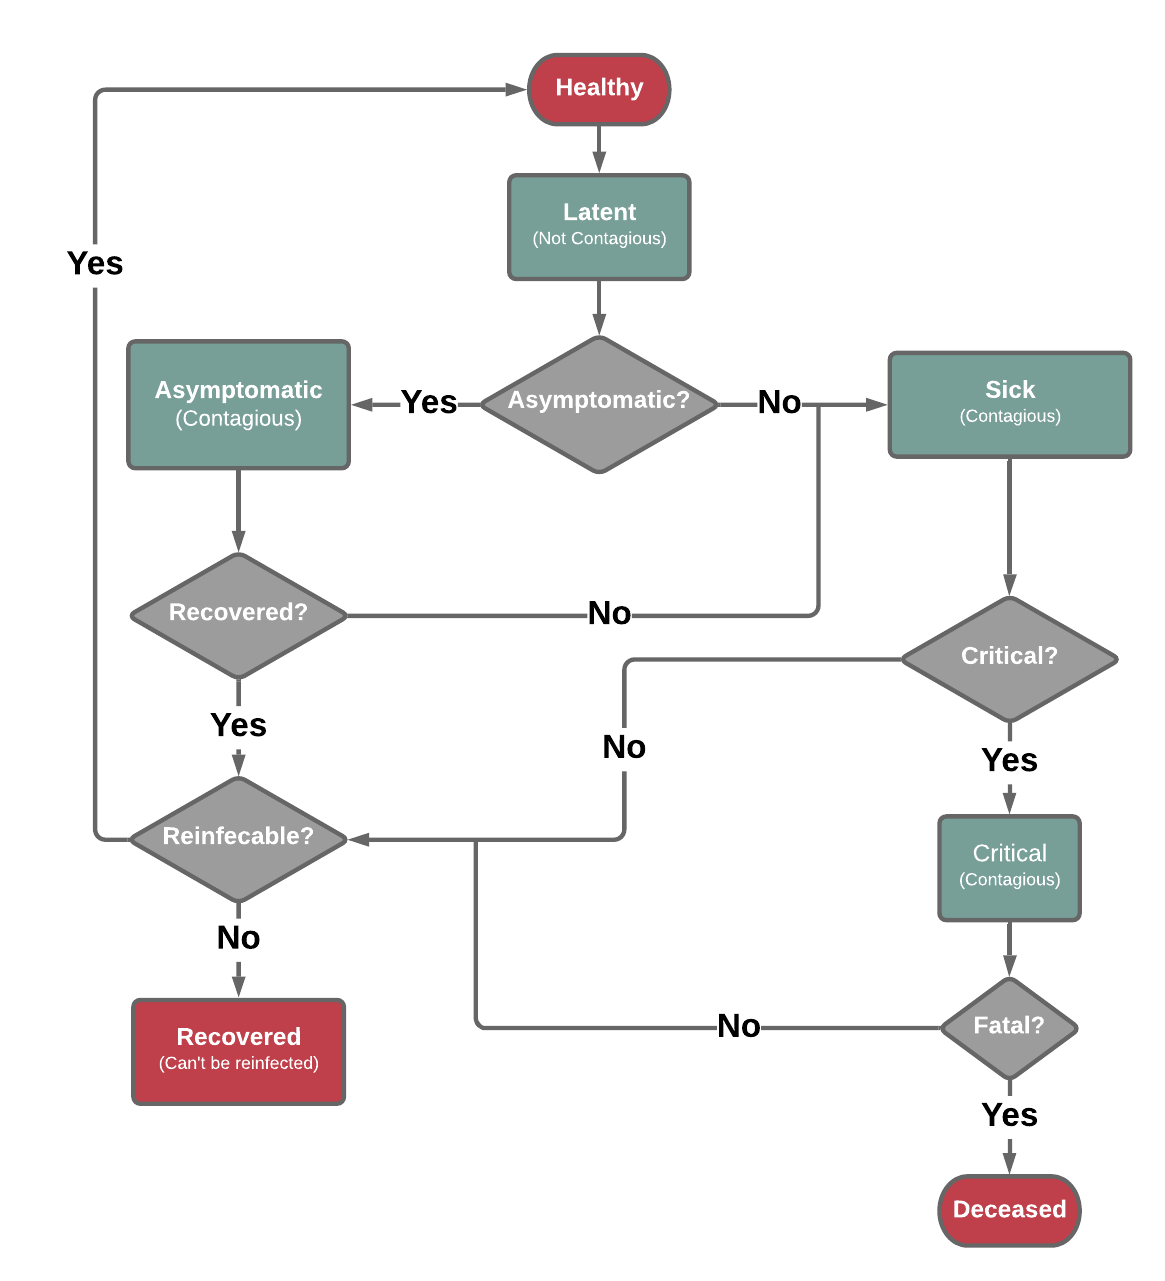 Healthy
Latent
(Not Contagious)
Yes
Asymptomatic
(Contagious)
Yes
Asymptomatic?
No
Sick
(Contagious)
Recovered?
No
Critical?
Yes
No
Yes
Reinfecable?
Critical
(Contagious)
No
Recovered
(Can't be reinfected)
No
Fatal?
Yes
Deceased